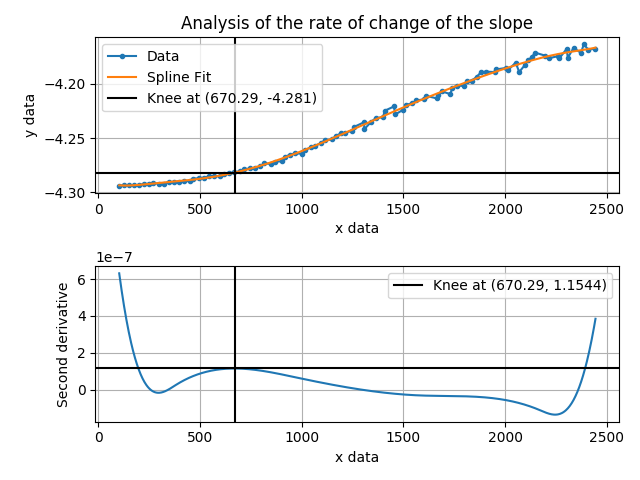 Analysis of the rate of change of the slope
Data
Spline Fit
Knee at (670.29, -4.281)
y data
−4.20
−4.25
−4.30
0 500 1000 1500 2000 2500
x data
1e−7
Knee at (670.29, 1.1544)
Second derivative
6
4
2
0
0 500 1000 1500 2000 2500
x data